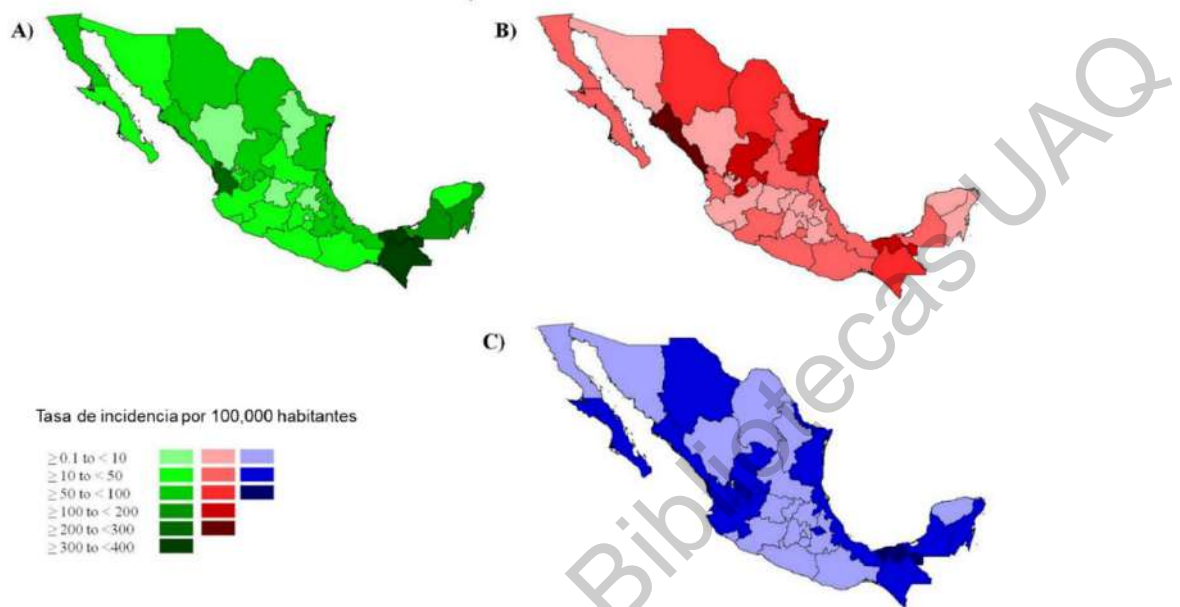 A)
B)
C)
Tasa de incidencia por 100,000 habitantes
≥ 0.1 to < 10
≥ 10 to < 50
≥ 50 to < 100
≥ 100 to < 200
≥ 200 to <300
≥ 300 to <400
Bibliotecas UAQ